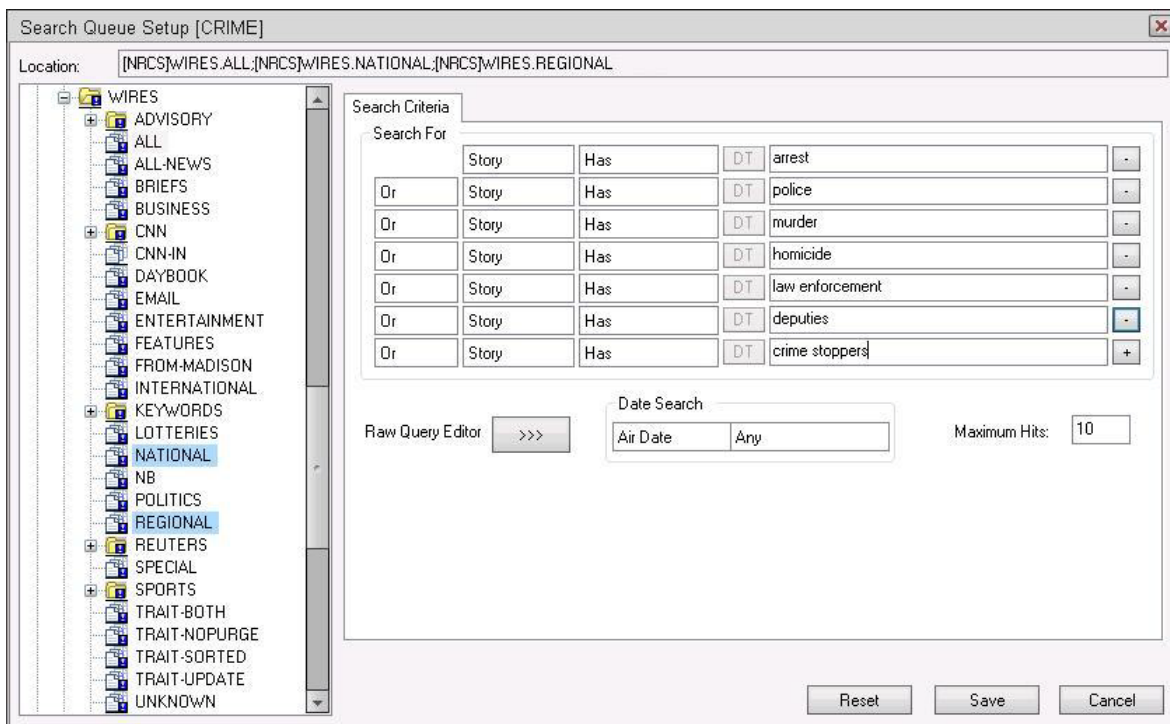 Search Queue Setup [CRIME]
Location: [NRCS]WIRES.ALL;[NRCS]WIRES.NATIONAL;[NRCS]WIRES.REGIONAL
WIRES
ADVISORY
ALL
ALL-NEWS
BRIEFS
BUSINESS
CNN
CNN-IN
DAYBOOK
EMAIL
ENTERTAINMENT
FEATURES
FROM-MADISON
INTERNATIONAL
KEYWORDS
LOTTERIES
NATIONAL
NB
POLITICS
REGIONAL
REUTERS
SPECIAL
SPORTS
TRAIT-BOTH
TRAIT-NOPURGE
TRAIT-SORTED
TRAIT-UPDATE
UNKNOWN
Search Criteria
Search For
Story Has DT arrest -
Or Story Has DT police -
Or Story Has DT murder -
Or Story Has DT homicide -
Or Story Has DT law enforcement -
Or Story Has DT deputies -
Or Story Has DT crime stoppers +
Raw Query Editor >>>
Date Search
Air Date Any
Maximum Hits: 10
Reset Save Cancel